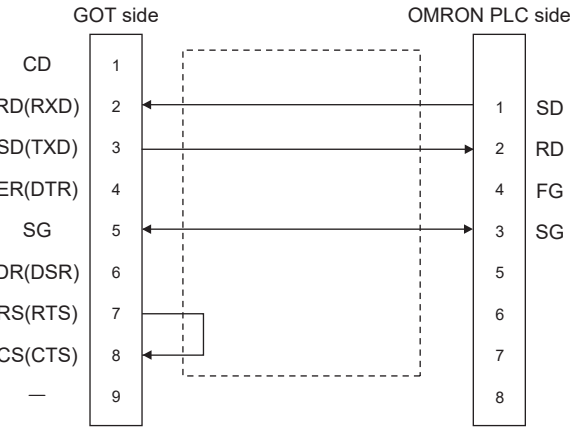 GOT side OMRON PLC side
CD 1
RD(RXD) 2 1 SD
SD(TXD) 3 2 RD
ER(DTR) 4 4 FG
SG 5 3 SG
DR(DSR) 6 5
RS(RTS) 7 6
CS(CTS) 8 7
— 9 8